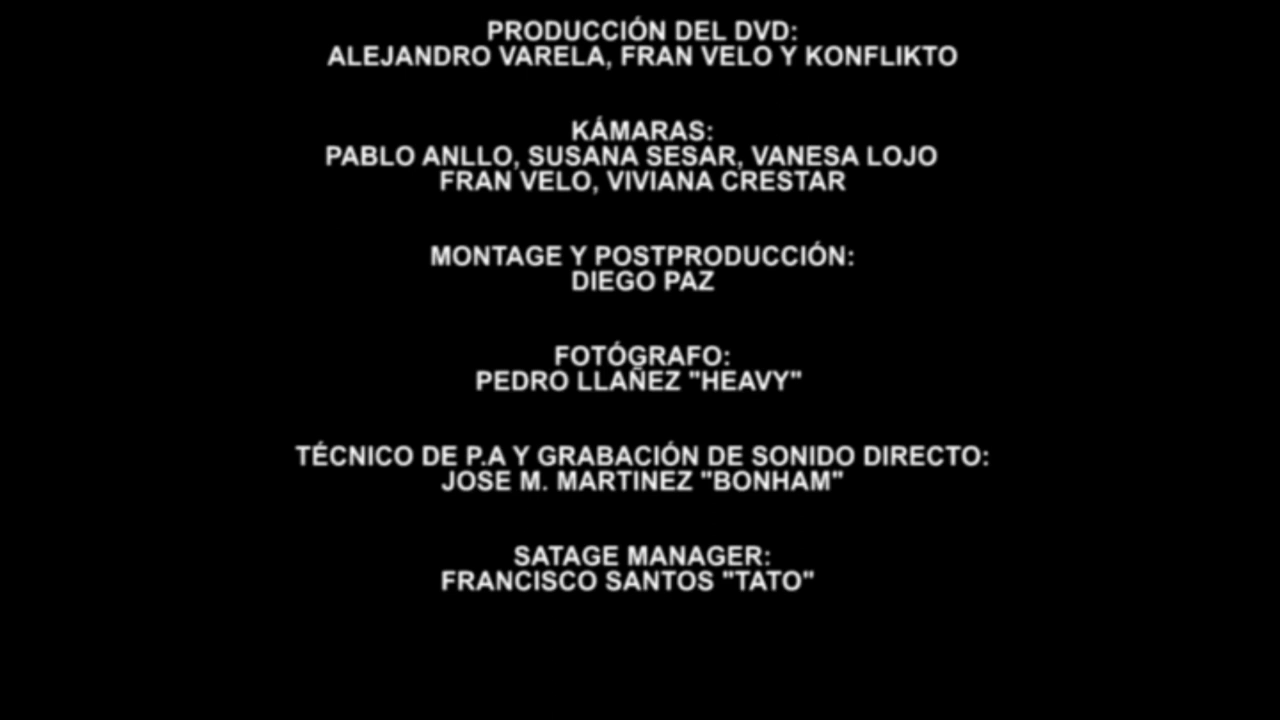 PRODUCCIÓN DEL DVD:
ALEJANDRO VARELA, FRAN VELO Y KONFLIKTO
KÁMARAS:
PABLO ANLLO, SUSANA SESAR, VANESA LOJO
FRAN VELO, VIVIANA CRESTAR
MONTAGE Y POSTPRODUCCIÓN:
DIEGO PAZ
FOTÓGRAFO:
PEDRO LLAÑEZ "HEAVY"
TÉCNICO DE P.A Y GRABACIÓN DE SONIDO DIRECTO:
JOSE M. MARTINEZ "BONHAM"
SATAGE MANAGER:
FRANCISCO SANTOS "TATO"